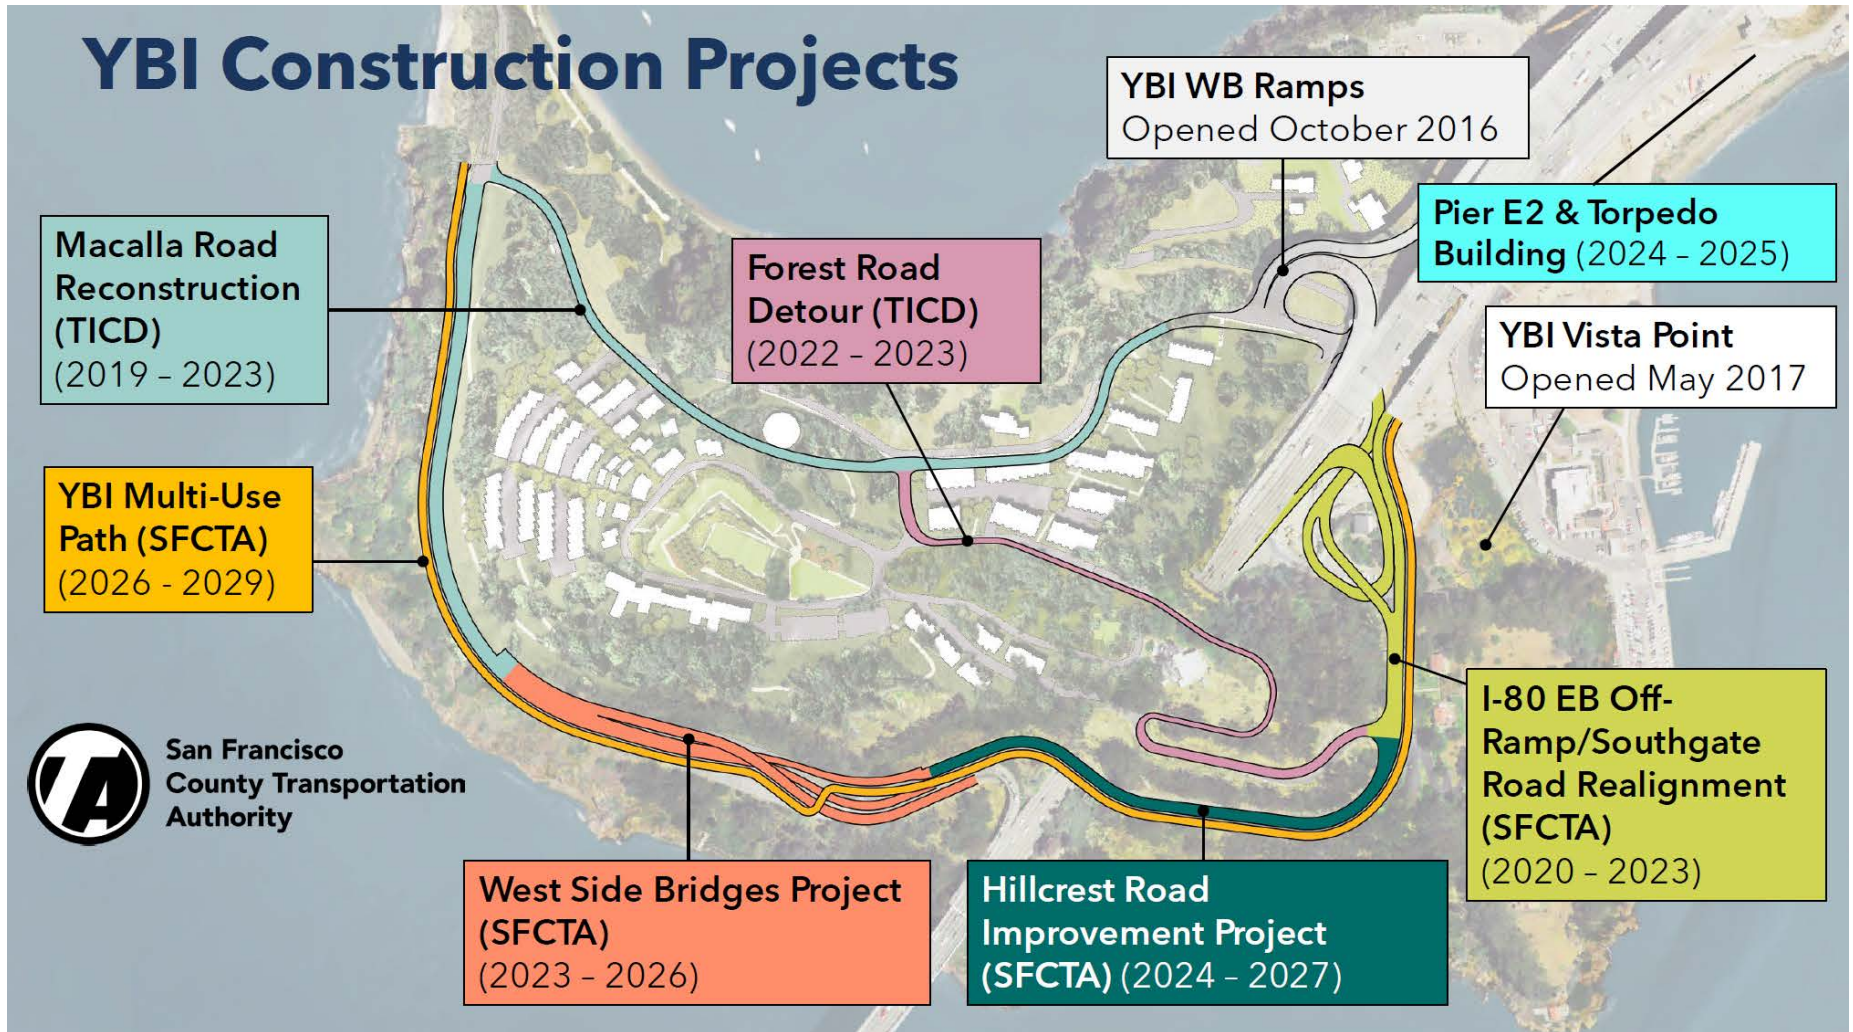 YBI Construction Projects
YBI WB Ramps
Opened October 2016
Pier E2 & Torpedo
Building (2024 – 2025)
Macalla Road
Reconstruction
(TICD)
(2019 – 2023)
Forest Road
Detour (TICD)
(2022 – 2023)
YBI Vista Point
Opened May 2017
YBI Multi-Use
Path (SFCTA)
(2026 - 2029)
I-80 EB Off-
Ramp/Southgate
Road Realignment
(SFCTA)
(2020 – 2023)
TA
San Francisco
County Transportation
Authority
West Side Bridges Project
(SFCTA)
(2023 – 2026)
Hillcrest Road
Improvement Project
(SFCTA) (2024 – 2027)